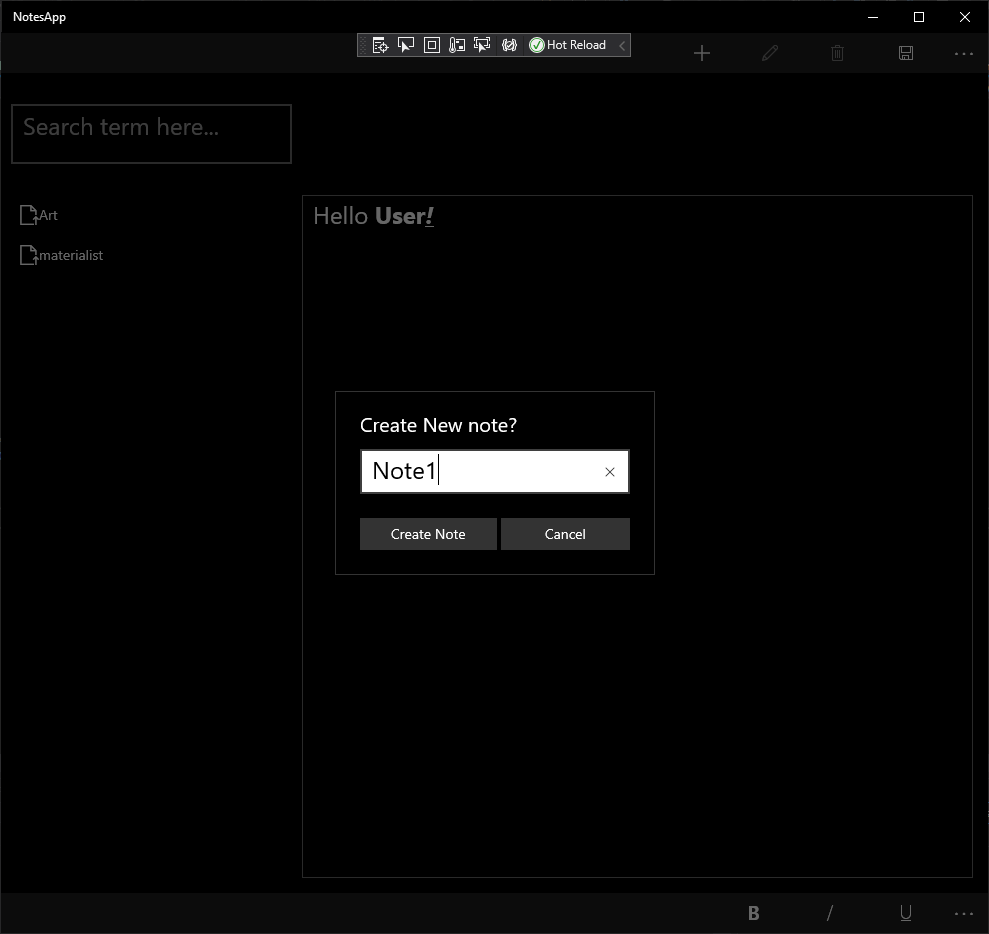 NotesApp
Hot Reload
Search term here...
Art
materialist
Hello User!
Create New note?
Note1
Create Note
Cancel
B / U